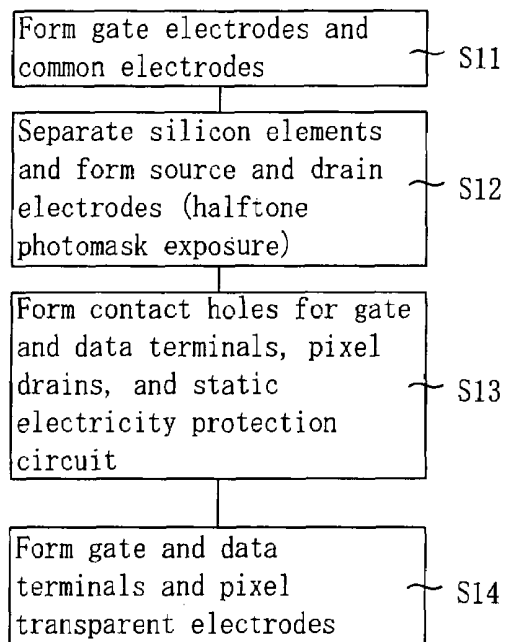 Form gate electrodes and
common electrodes
~ S11
Separate silicon elements
and form source and drain
electrodes (halftone
photomask exposure)
~ S12
Form contact holes for gate
and data terminals, pixel
drains, and static
electricity protection
circuit
~ S13
Form gate and data
terminals and pixel
transparent electrodes
~ S14